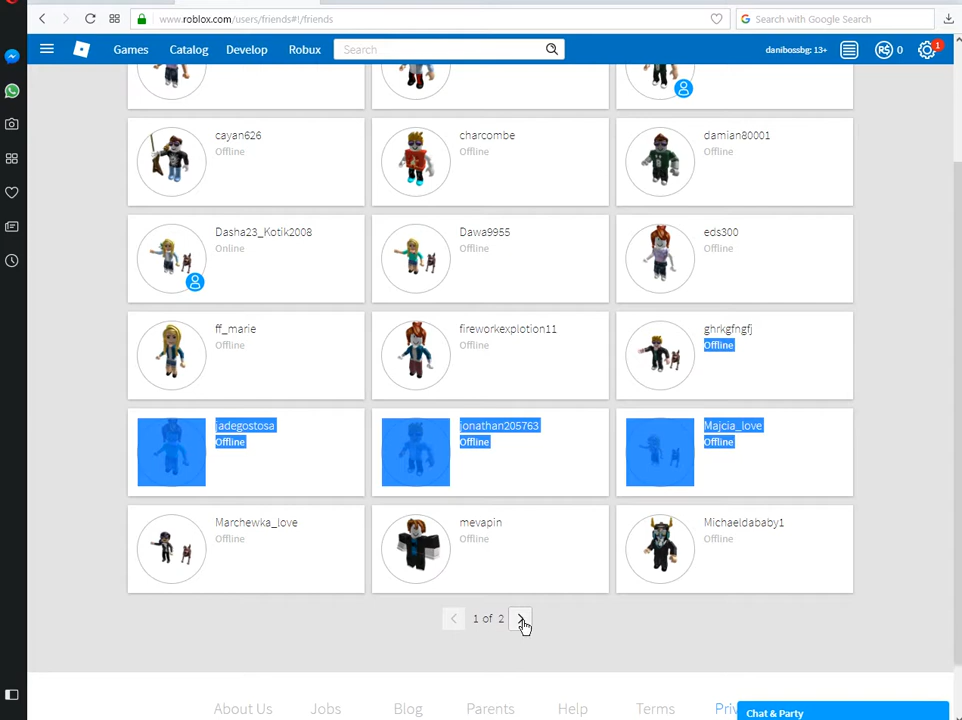 www.roblox.com/users/friends#!/friends
Search with Google Search
Games
Catalog
Develop
Robux
Search
danibossbg: 13+
0
1
cayan626
Offline
charcombe
Offline
damian80001
Offline
Dasha23_Kotik2008
Online
Dawa9955
Offline
eds300
Offline
ff_marie
Offline
fireworkexplotion11
Offline
ghrkgfngfj
Offline
jadegostosa
Offline
jonathan205763
Offline
Majcia_love
Offline
Marchewka_love
Offline
mevapin
Offline
Michaeldababy1
Offline
1 of 2
About Us
Jobs
Blog
Parents
Help
Terms
Priv
Chat & Party